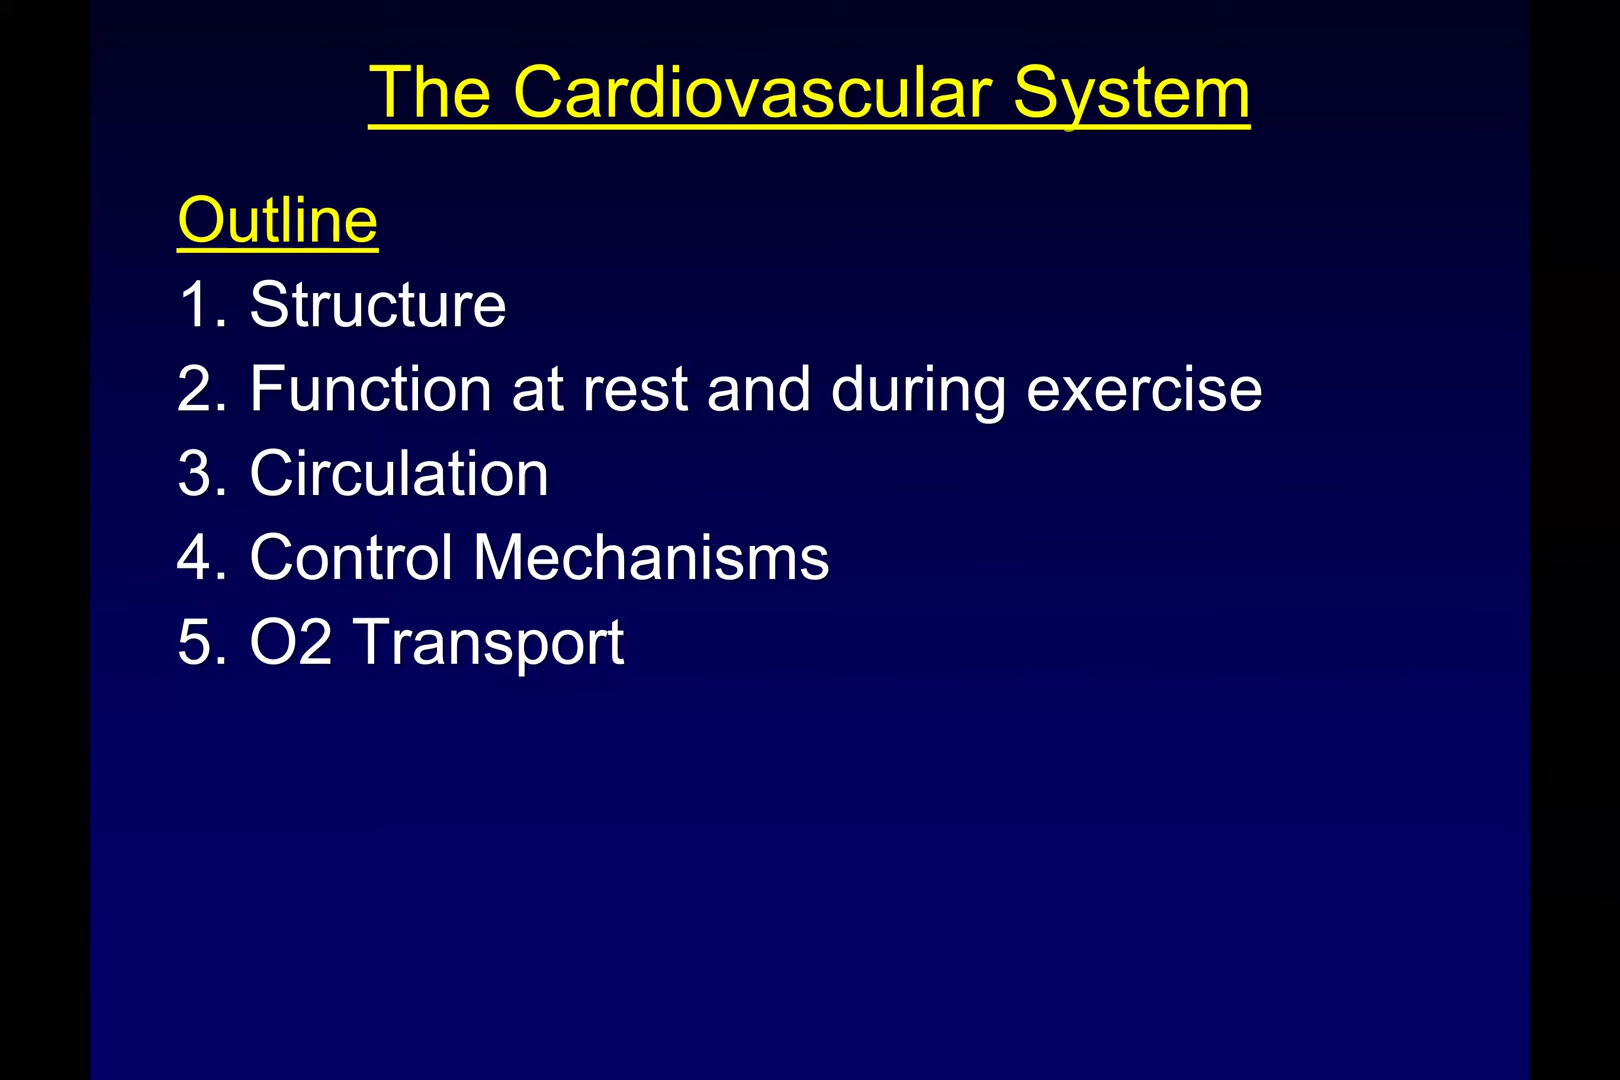 The Cardiovascular System
Outline
1. Structure
2. Function at rest and during exercise
3. Circulation
4. Control Mechanisms
5. O2 Transport